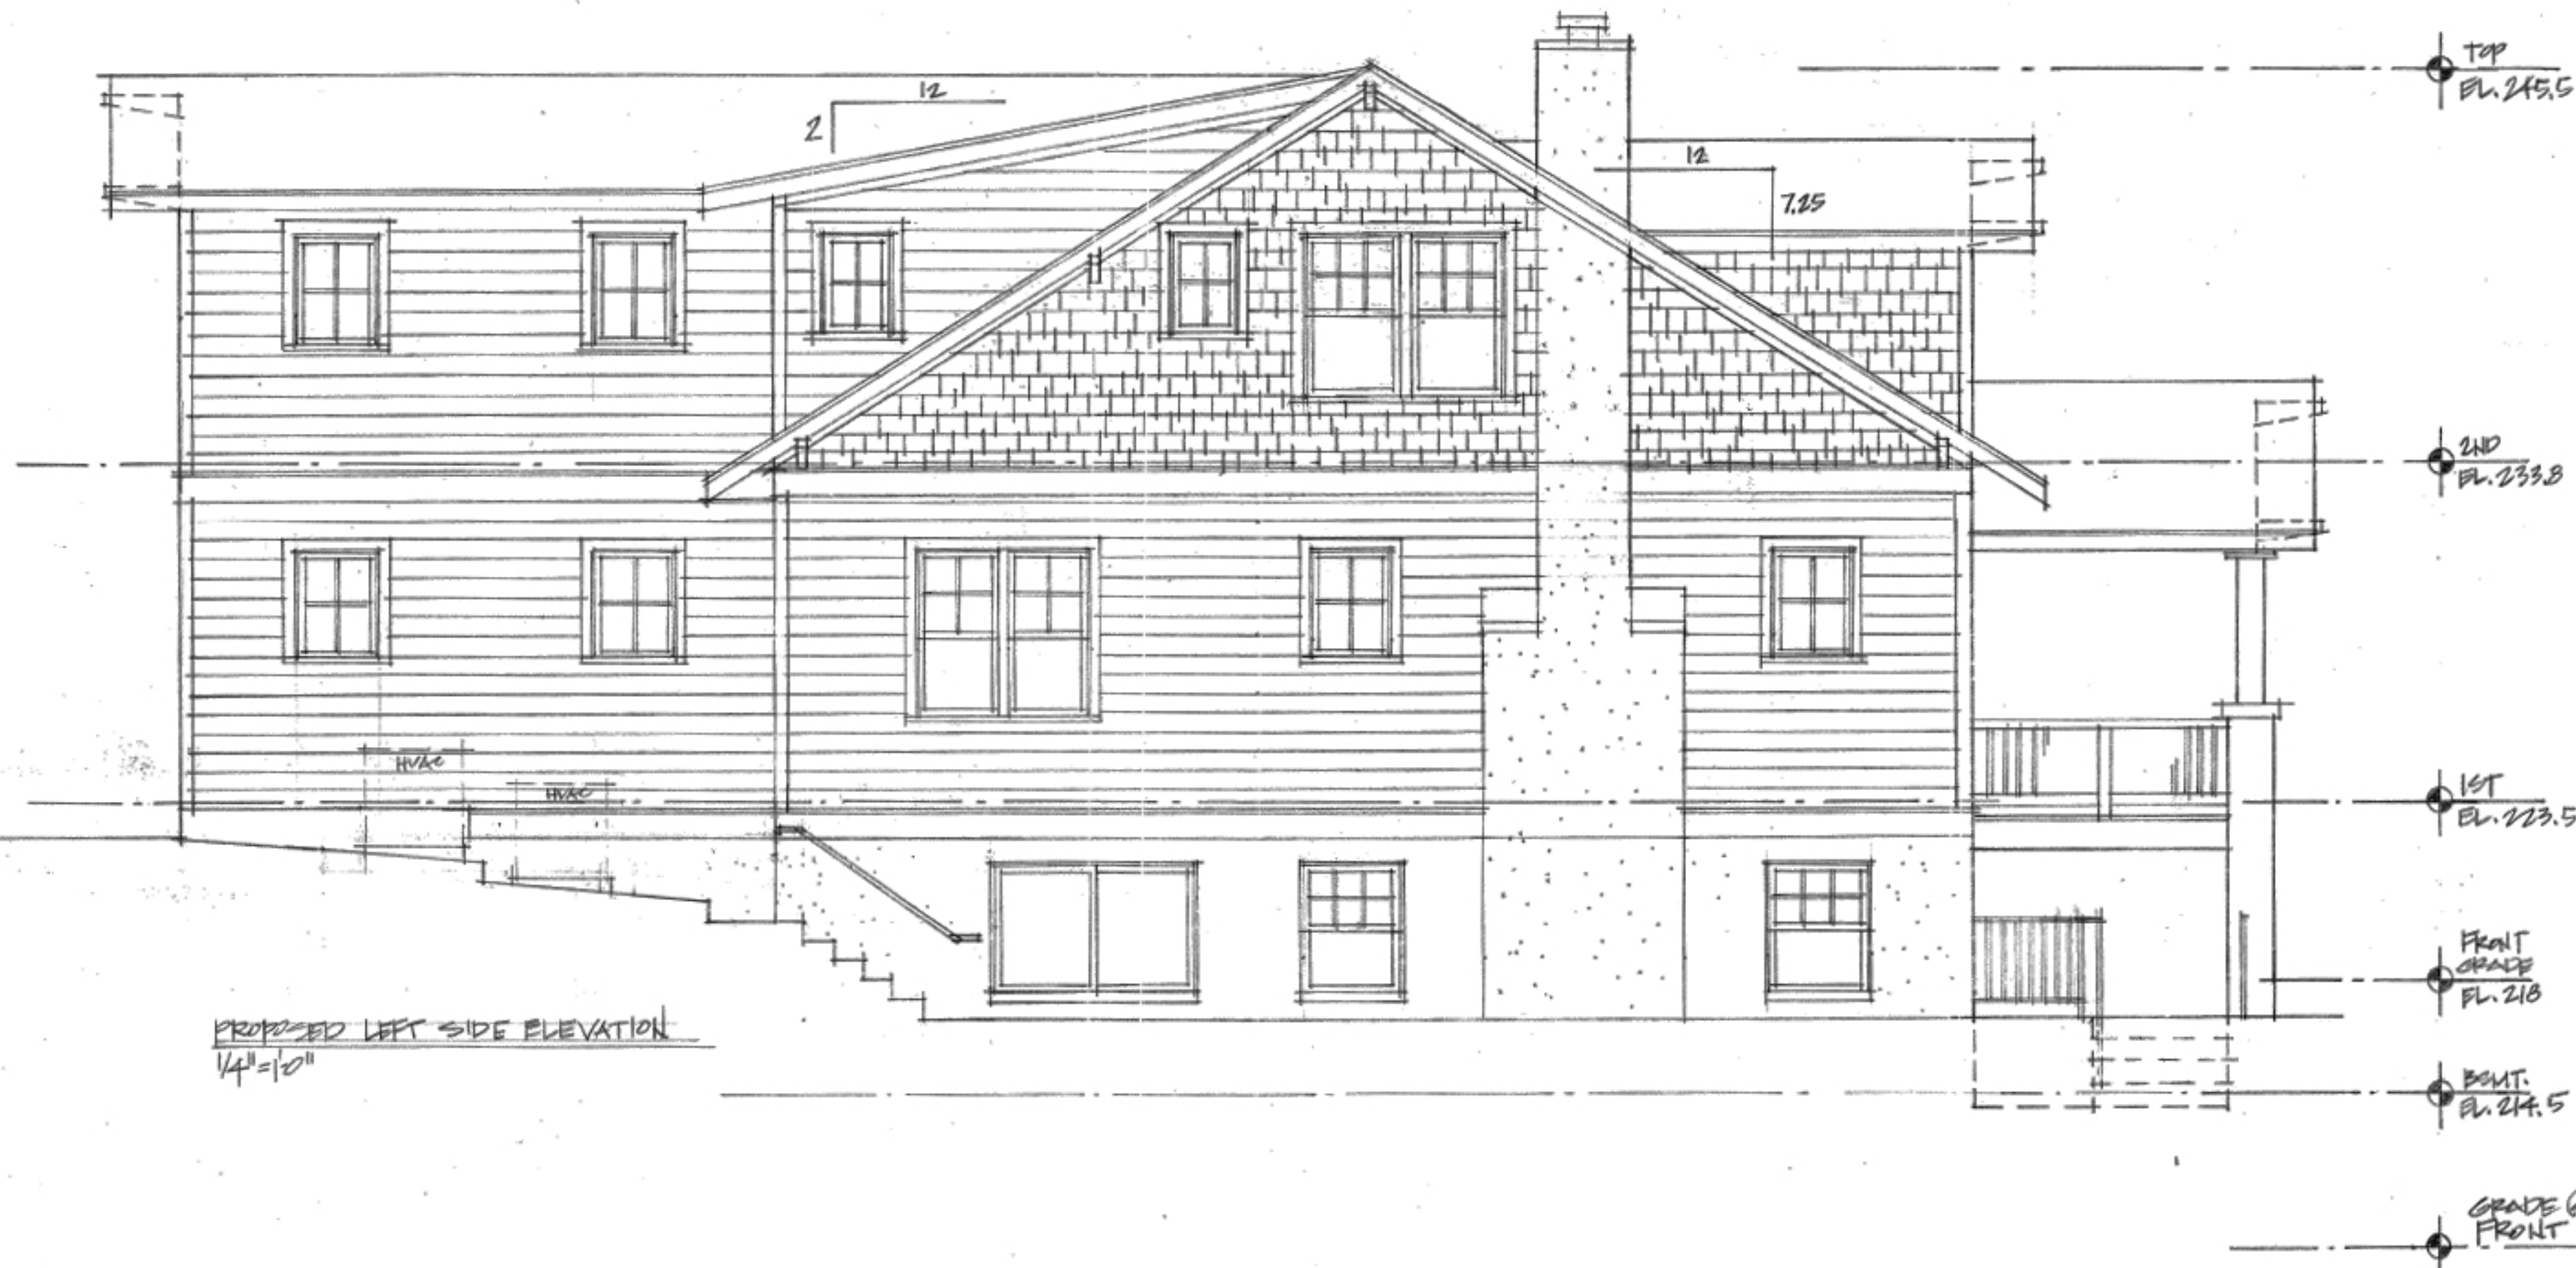 TOP
EL. 245.5
12
2
12
7.25
2ND
EL. 233.8
HVAC
HVAC
1ST
EL. 223.5
FRONT
GRADE
EL. 218
PROPOSED LEFT SIDE ELEVATION
1/4"=1'0"
BSMT.
EL. 214.5
GRADE
FRONT